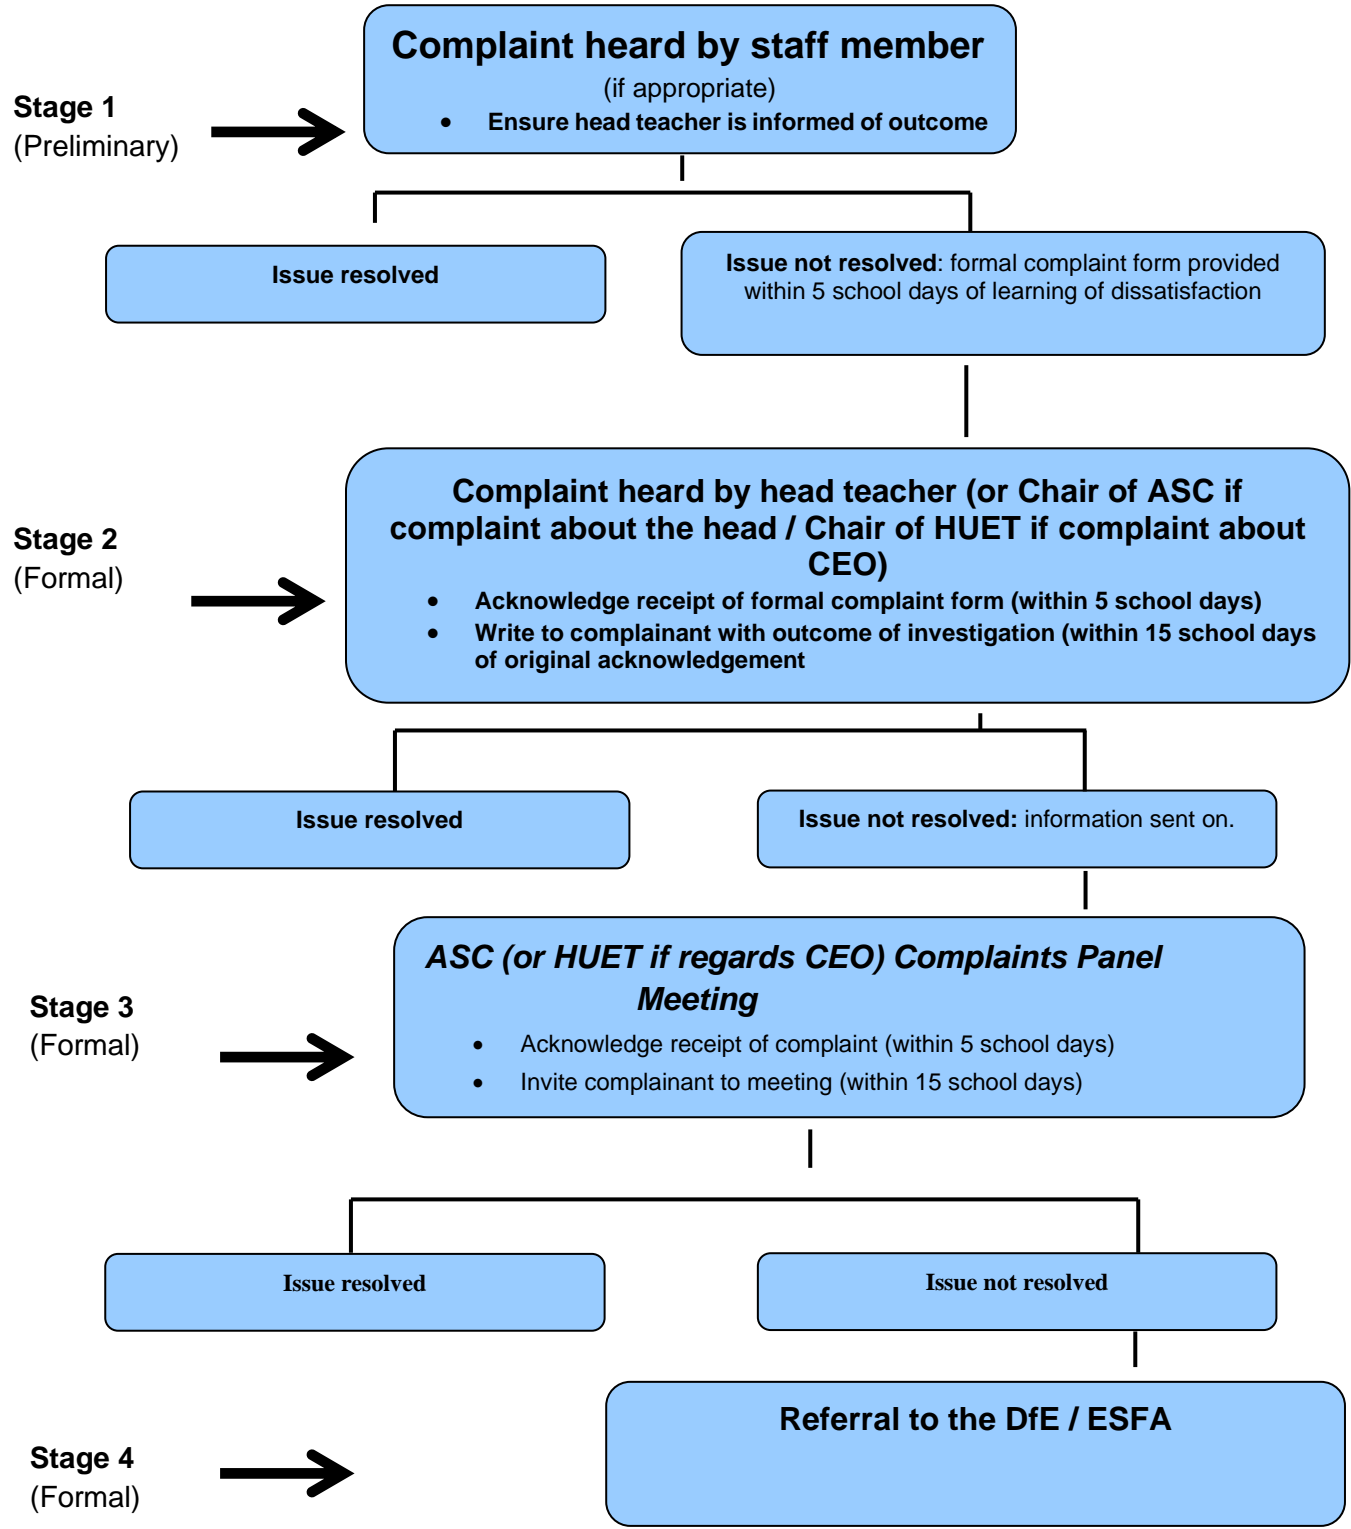 Complaint heard by staff member
(if appropriate)
• Ensure head teacher is informed of outcome
Stage 1
(Preliminary)
Issue resolved
Issue not resolved: formal complaint form provided
within 5 school days of learning of dissatisfaction
Complaint heard by head teacher (or Chair of ASC if
complaint about the head / Chair of HUET if complaint about
CEO)
• Acknowledge receipt of formal complaint form (within 5 school days)
• Write to complainant with outcome of investigation (within 15 school days
of original acknowledgement
Stage 2
(Formal)
Issue resolved
Issue not resolved: information sent on.
ASC (or HUET if regards CEO) Complaints Panel
Meeting
• Acknowledge receipt of complaint (within 5 school days)
• Invite complainant to meeting (within 15 school days)
Stage 3
(Formal)
Issue resolved
Issue not resolved
Referral to the DfE / ESFA
Stage 4
(Formal)